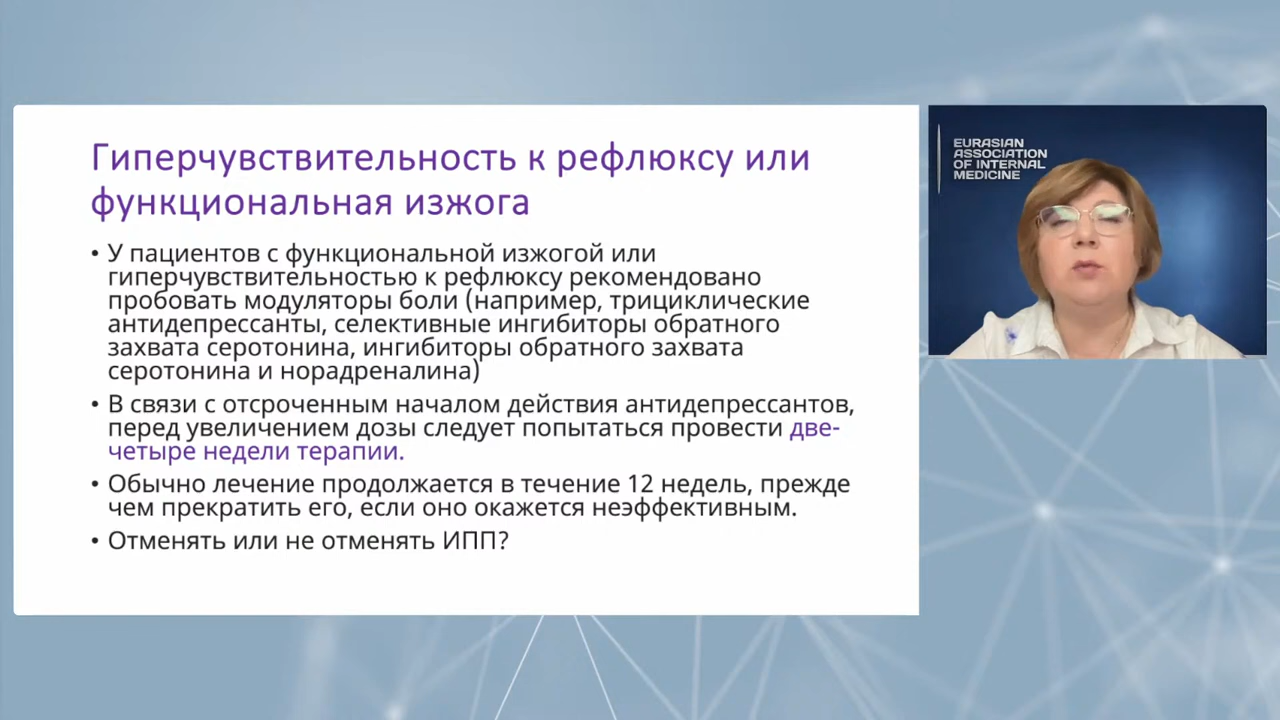 Гиперчувствительность к рефлюксу или
функциональная изжога
• У пациентов с функциональной изжогой или
гиперчувствительностью к рефлюксу рекомендовано
пробовать модуляторы боли (например, трициклические
антидепрессанты, селективные ингибиторы обратного
захвата серотонина, ингибиторы обратного захвата
серотонина и норадреналина)
• В связи с отсроченным началом действия антидепрессантов,
перед увеличением дозы следует попытаться провести две-
четыре недели терапии.
• Обычно лечение продолжается в течение 12 недель, прежде
чем прекратить его, если оно окажется неэффективным.
• Отменять или не отменять ИПП?
EURASIAN
ASSOCIATION
OF INTERNAL
MEDICINE